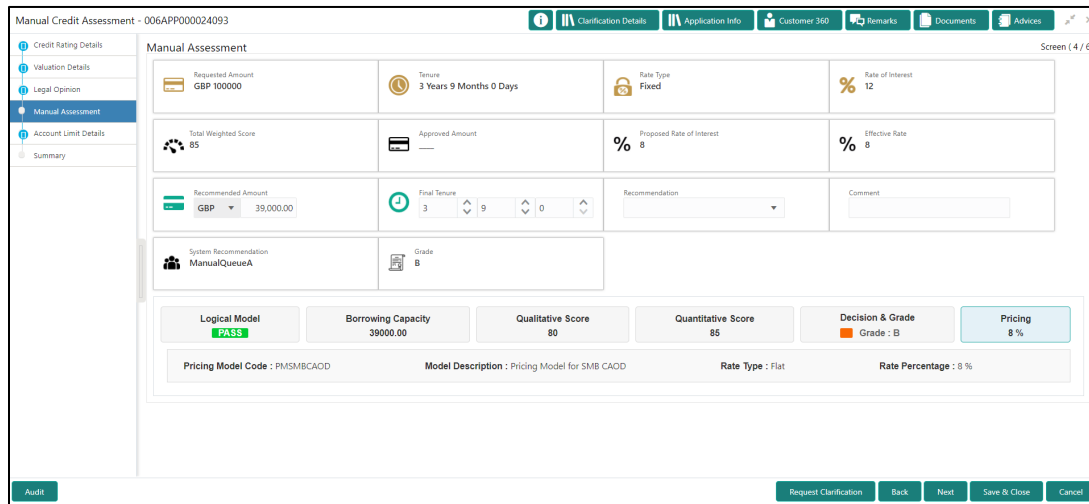 Manual Credit Assessment - 006APP000024093
Clarification Details
Application Info
Customer 360
Remarks
Documents
Advices
Credit Rating Details
Valuation Details
Legal Opinion
Manual Assessment
Account Limit Details
Summary
Manual Assessment
Screen ( 4 / 6
Requested Amount
GBP 100000
Tenure
3 Years 9 Months 0 Days
Rate Type
Fixed
Rate of Interest
12
Total Weighted Score
85
Approved Amount
___
Proposed Rate of Interest
8
Effective Rate
8
Recommended Amount
GBP 39,000.00
Final Tenure
3 9 0
Recommendation
Comment
System Recommendation
ManualQueueA
Grade
B
Logical Model
PASS
Borrowing Capacity
39000.00
Qualitative Score
80
Quantitative Score
85
Decision & Grade
Grade : B
Pricing
8 %
Pricing Model Code : PMSMBCAOD
Model Description : Pricing Model for SMB CAOD
Rate Type : Flat
Rate Percentage : 8 %
Audit
Request Clarification
Back
Next
Save & Close
Cancel